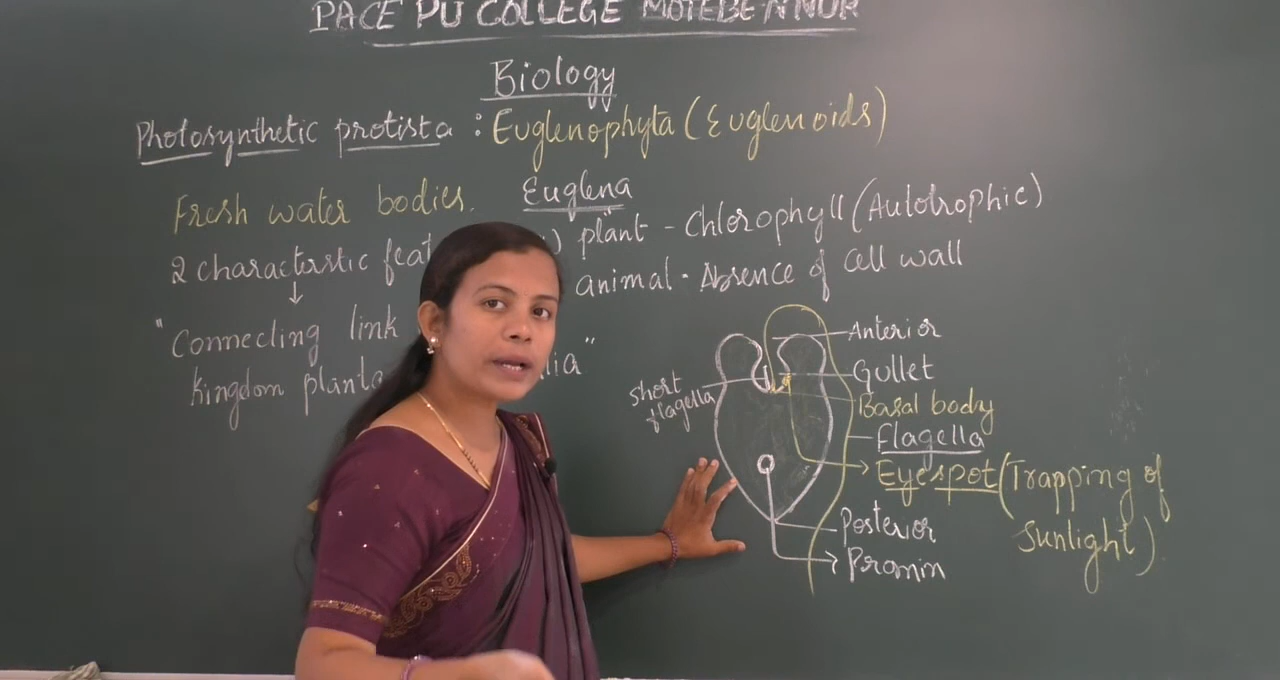 PACE PU COLLEGE MOTEBENNUR
Biology
Photosynthetic protista : Euglenophyta (Euglenoids)
Fresh water bodies. Euglena
2 charactastic feat ) plant - Chlorophyll (Autotrophic)
animal - Absence of cell wall
"Connecting link
kingdom planta lia"
Anterior
Gullet
short flagella
Basal body
Flagella
Eyespot (Trapping of
Sunlight)
Posterior
Promin